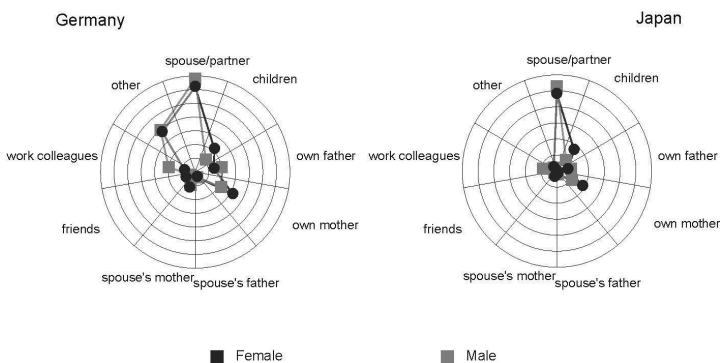 Germany
Japan
spouse/partner
other
children
work colleagues
own father
friends
own mother
spouse's mother
spouse's father
spouse/partner
other
children
work colleagues
own father
friends
own mother
spouse's mother
spouse's father
Female
Male